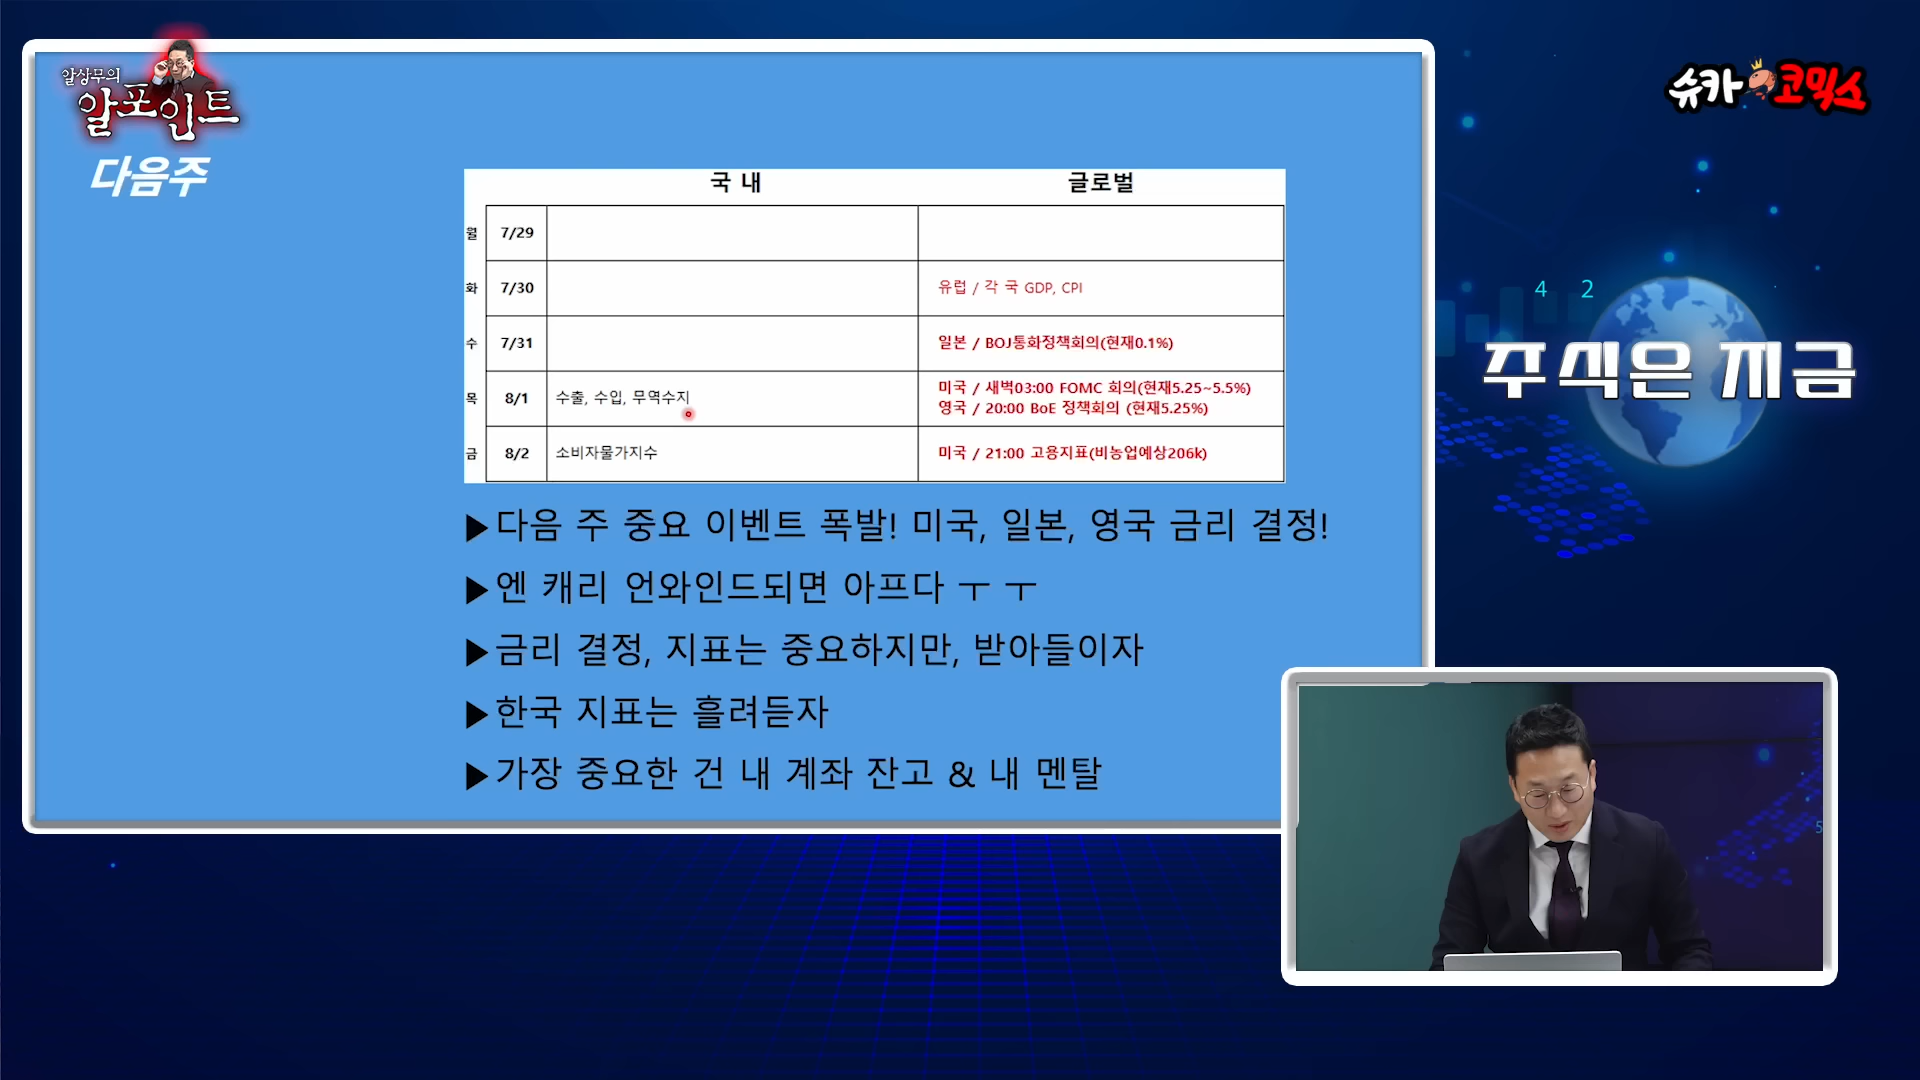 알상무의
알포인트
슈카코믹스
다음주
국 내 글로벌
월 7/29
화 7/30 유럽 / 각 국 GDP, CPI
수 7/31 일본 / BOJ통화정책회의(현재0.1%)
목 8/1 수출, 수입, 무역수지 미국 / 새벽03:00 FOMC 회의(현재5.25~5.5%)
영국 / 20:00 BoE 정책회의 (현재5.25%)
금 8/2 소비자물가지수 미국 / 21:00 고용지표(비농업예상206k)
4 2
주식은 지금
▶다음 주 중요 이벤트 폭발! 미국, 일본, 영국 금리 결정!
▶엔 캐리 언와인드되면 아프다 ㅜ ㅜ
▶금리 결정, 지표는 중요하지만, 받아들이자
▶한국 지표는 흘려듣자
▶가장 중요한 건 내 계좌 잔고 & 내 멘탈
5